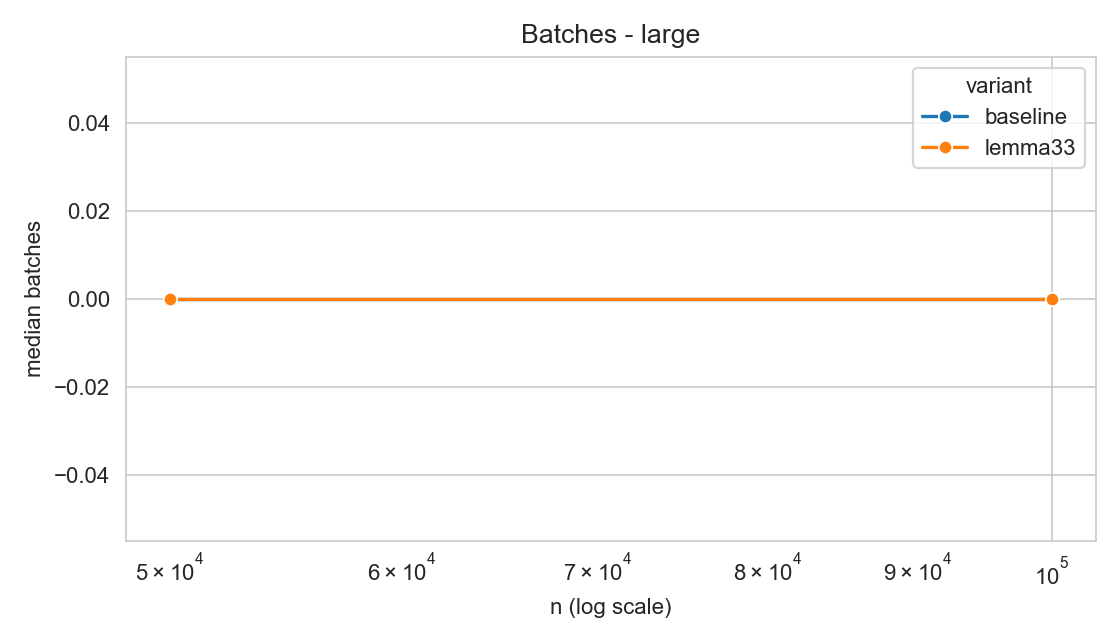 Batches - large
variant
baseline
lemma33
median batches
0.04
0.02
0.00
−0.02
−0.04
5 × 10⁴
6 × 10⁴
7 × 10⁴
8 × 10⁴
9 × 10⁴
10⁵
n (log scale)